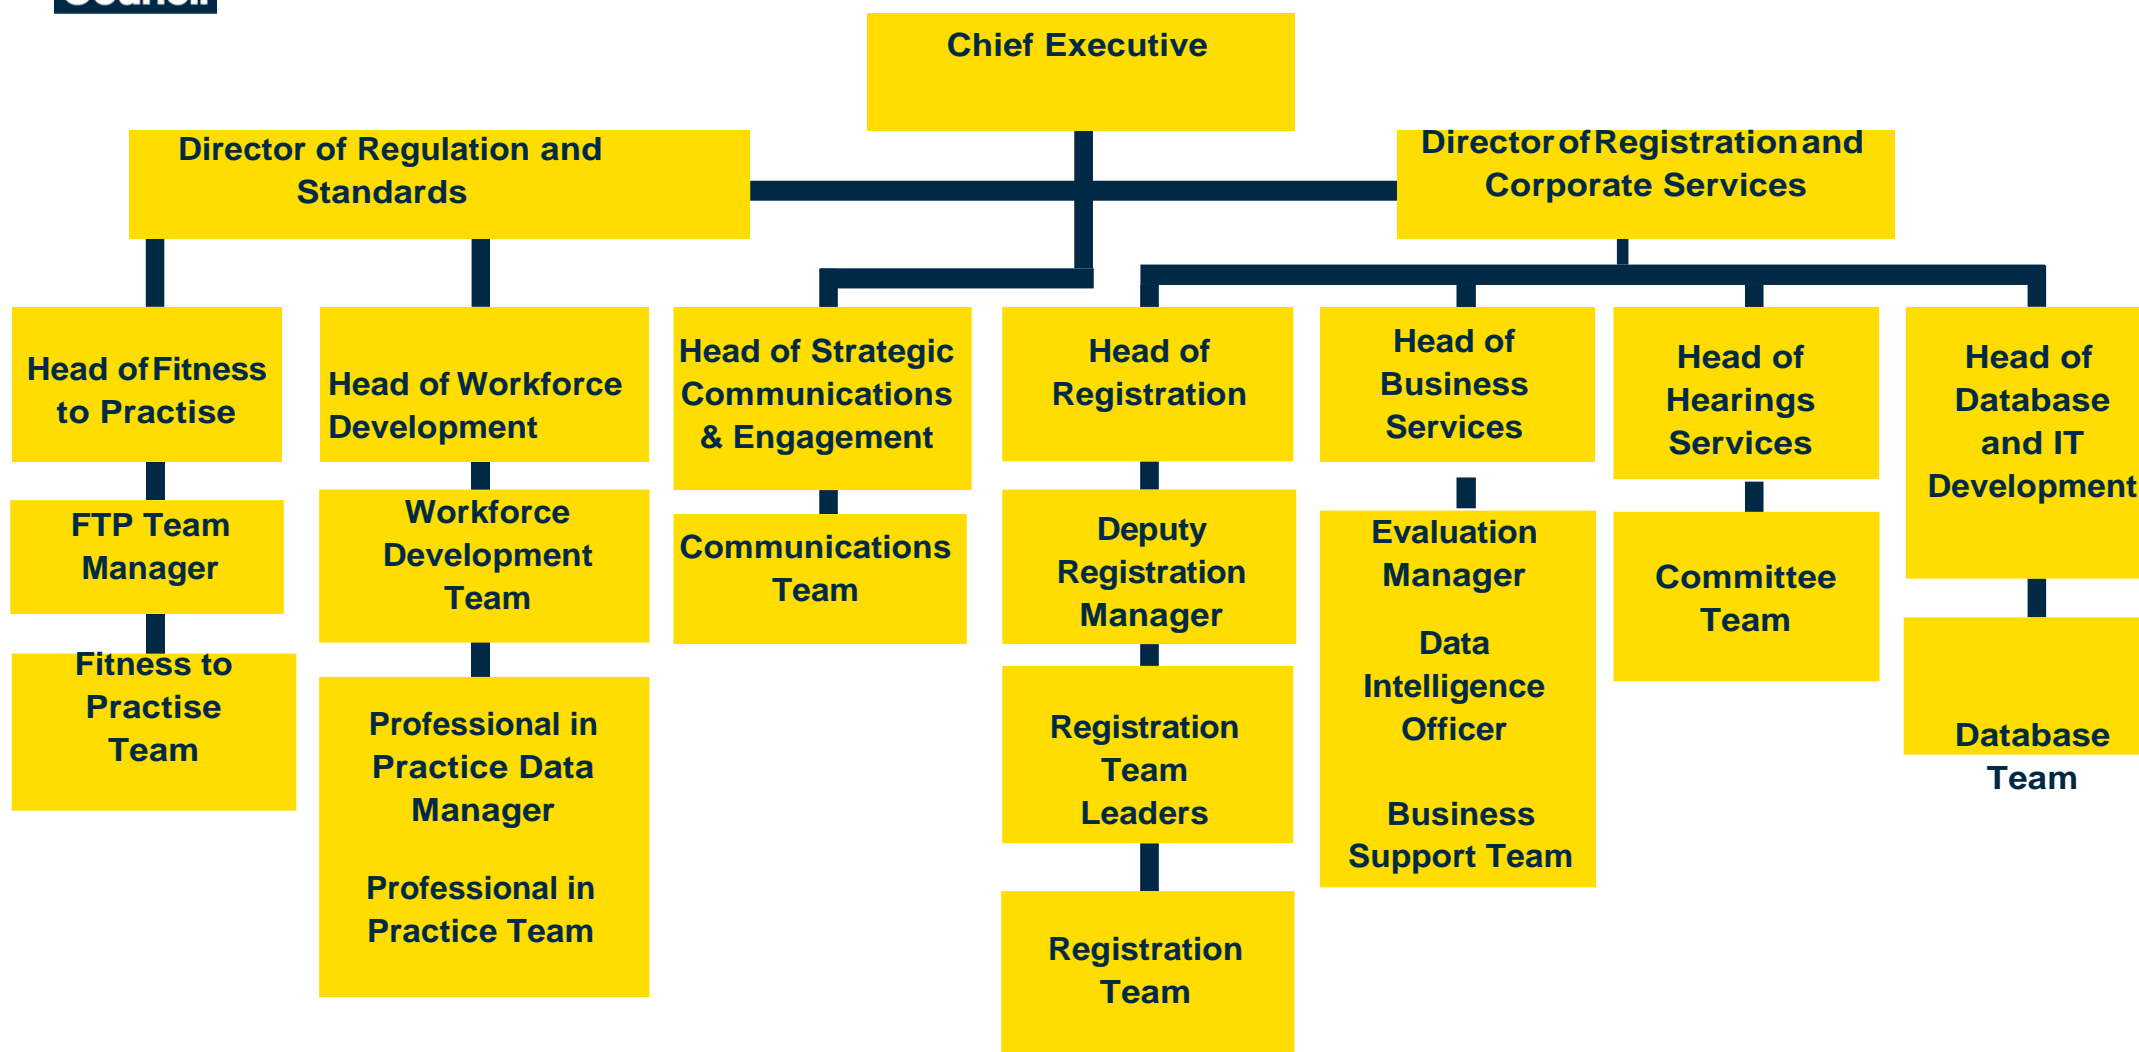 Council
Chief Executive
Director of Regulation and
Standards
Director of Registration and
Corporate Services
Head of Fitness
to Practise
Head of Workforce
Development
Head of Strategic
Communications
& Engagement
Head of
Registration
Head of
Business
Services
Head of
Hearings
Services
Head of
Database
and IT
Development
FTP Team
Manager
Workforce
Development
Team
Communications
Team
Deputy
Registration
Manager
Evaluation
Manager
Data
Intelligence
Officer
Business
Support Team
Committee
Team
Database
Team
Fitness to
Practise
Team
Professional in
Practice Data
Manager
Professional in
Practice Team
Registration
Team
Leaders
Registration
Team